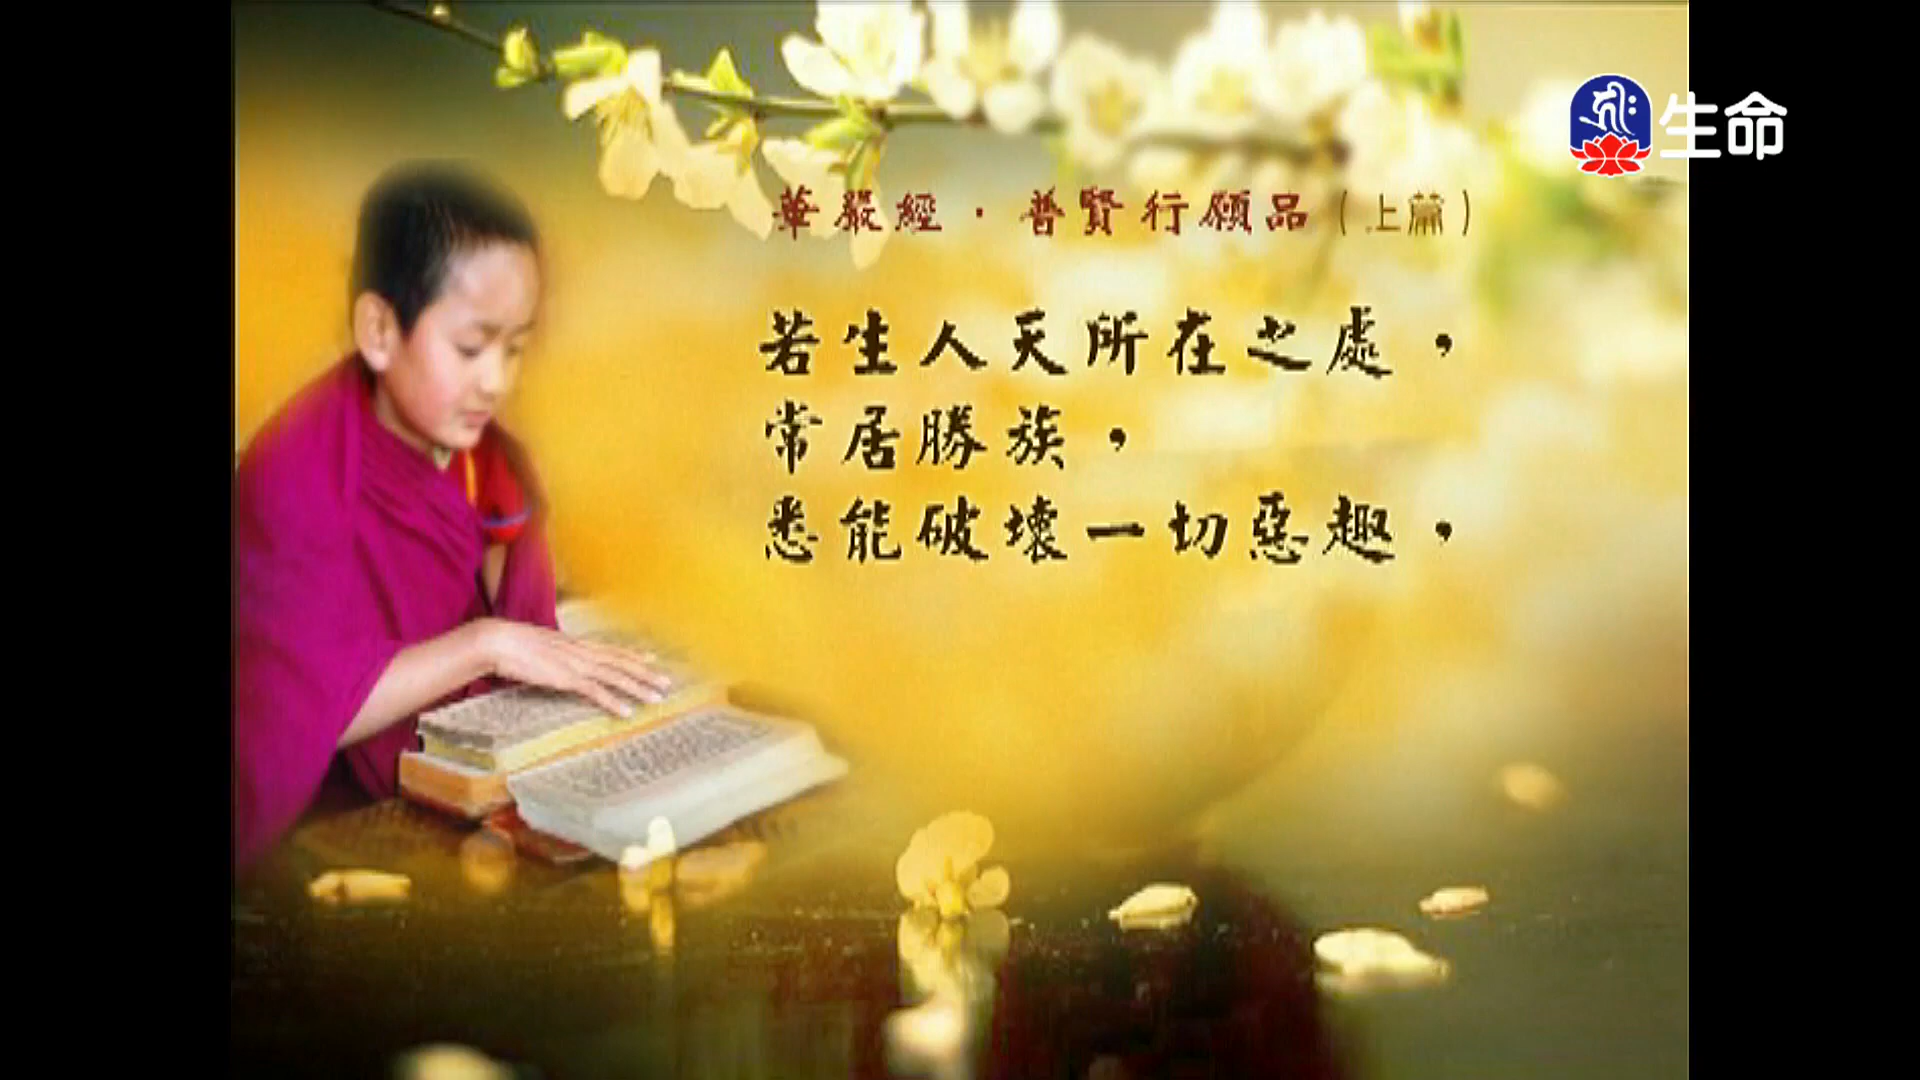 生命
華嚴經·普賢行願品(上篇)
若生人天所在之處，
常居勝族，
悉能破壞一切惡趣，